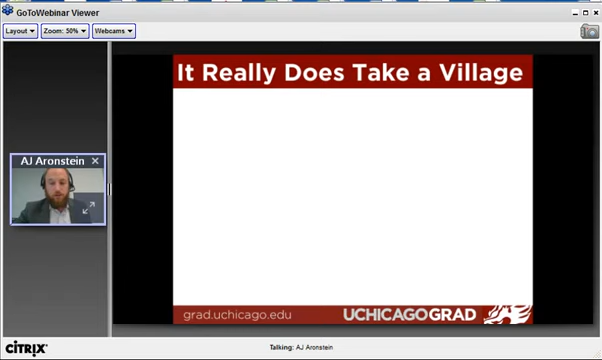 GoToWebinar Viewer
Layout Zoom: 50% Webcams
It Really Does Take a Village
AJ Aronstein
grad.uchicago.edu UCHICAGOGRAD
CITRIX Talking: AJ Aronstein